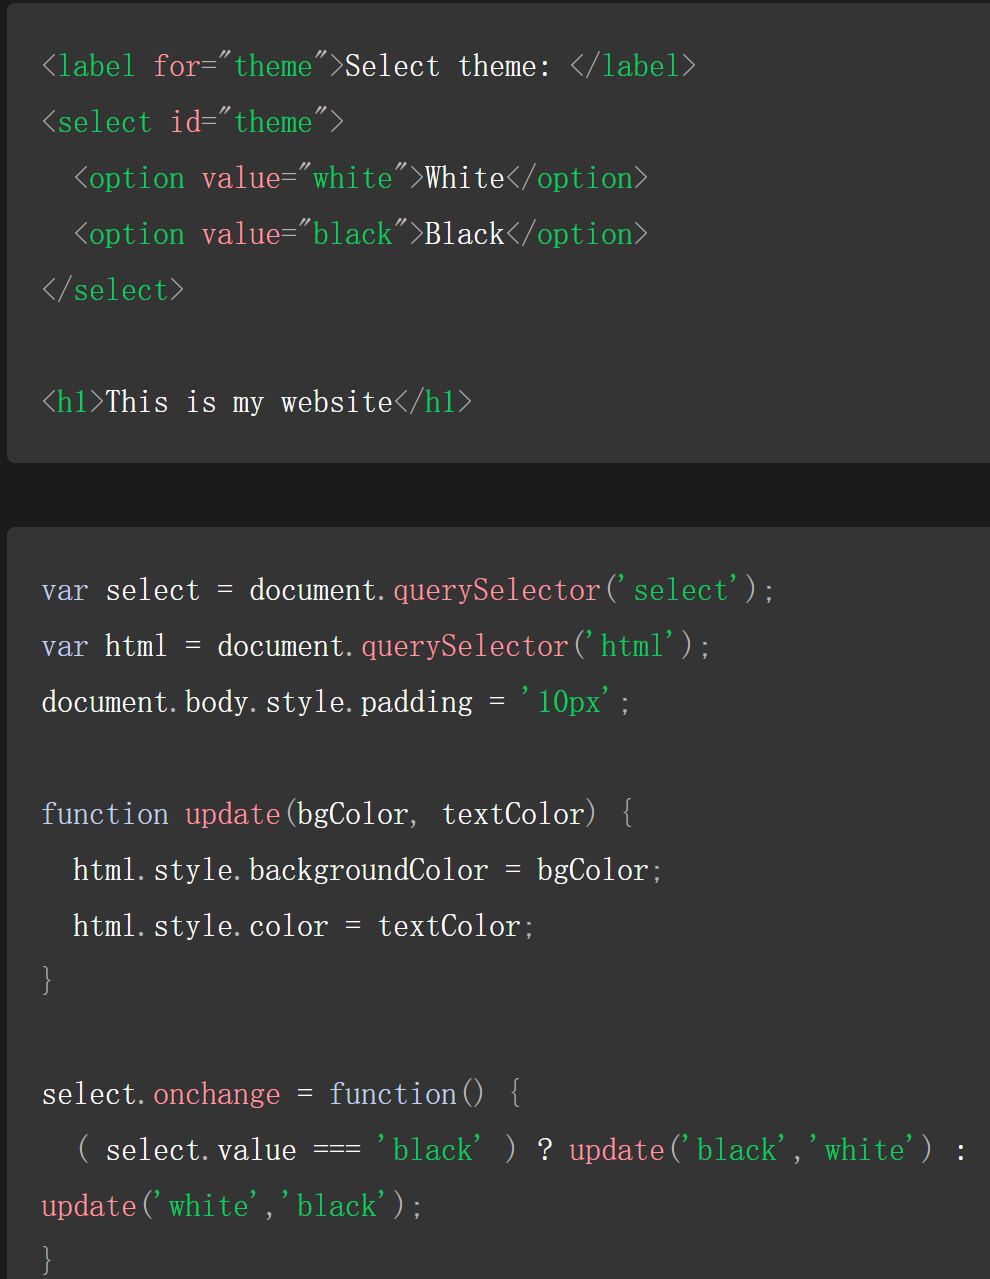 <label for="theme">Select theme: </label>
<select id="theme">
  <option value="white">White</option>
  <option value="black">Black</option>
</select>

<h1>This is my website</h1>

var select = document.querySelector('select');
var html = document.querySelector('html');
document.body.style.padding = '10px';

function update(bgColor, textColor) {
  html.style.backgroundColor = bgColor;
  html.style.color = textColor;
}

select.onchange = function() {
  ( select.value === 'black' ) ? update('black','white') :
update('white','black');
}